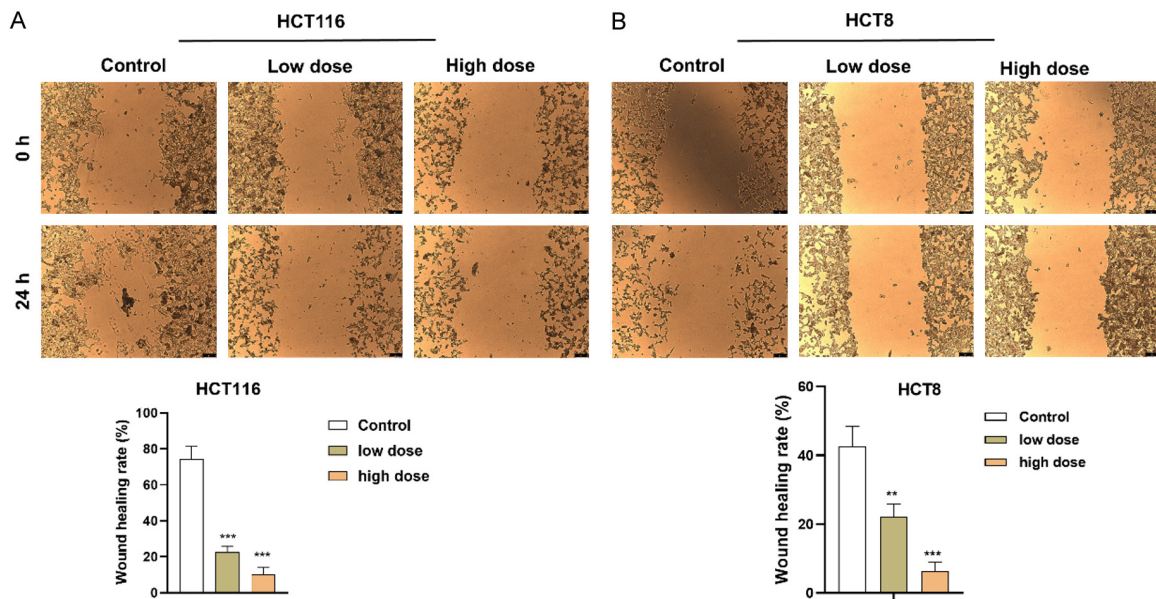 A
HCT116
Control Low dose High dose
0 h
24 h
B
HCT8
Control Low dose High dose
HCT116
Wound healing rate (%)
100
80
60
40
20
0
***
***
Control
low dose
high dose
HCT8
Wound healing rate (%)
60
40
20
0
**
***
Control
low dose
high dose